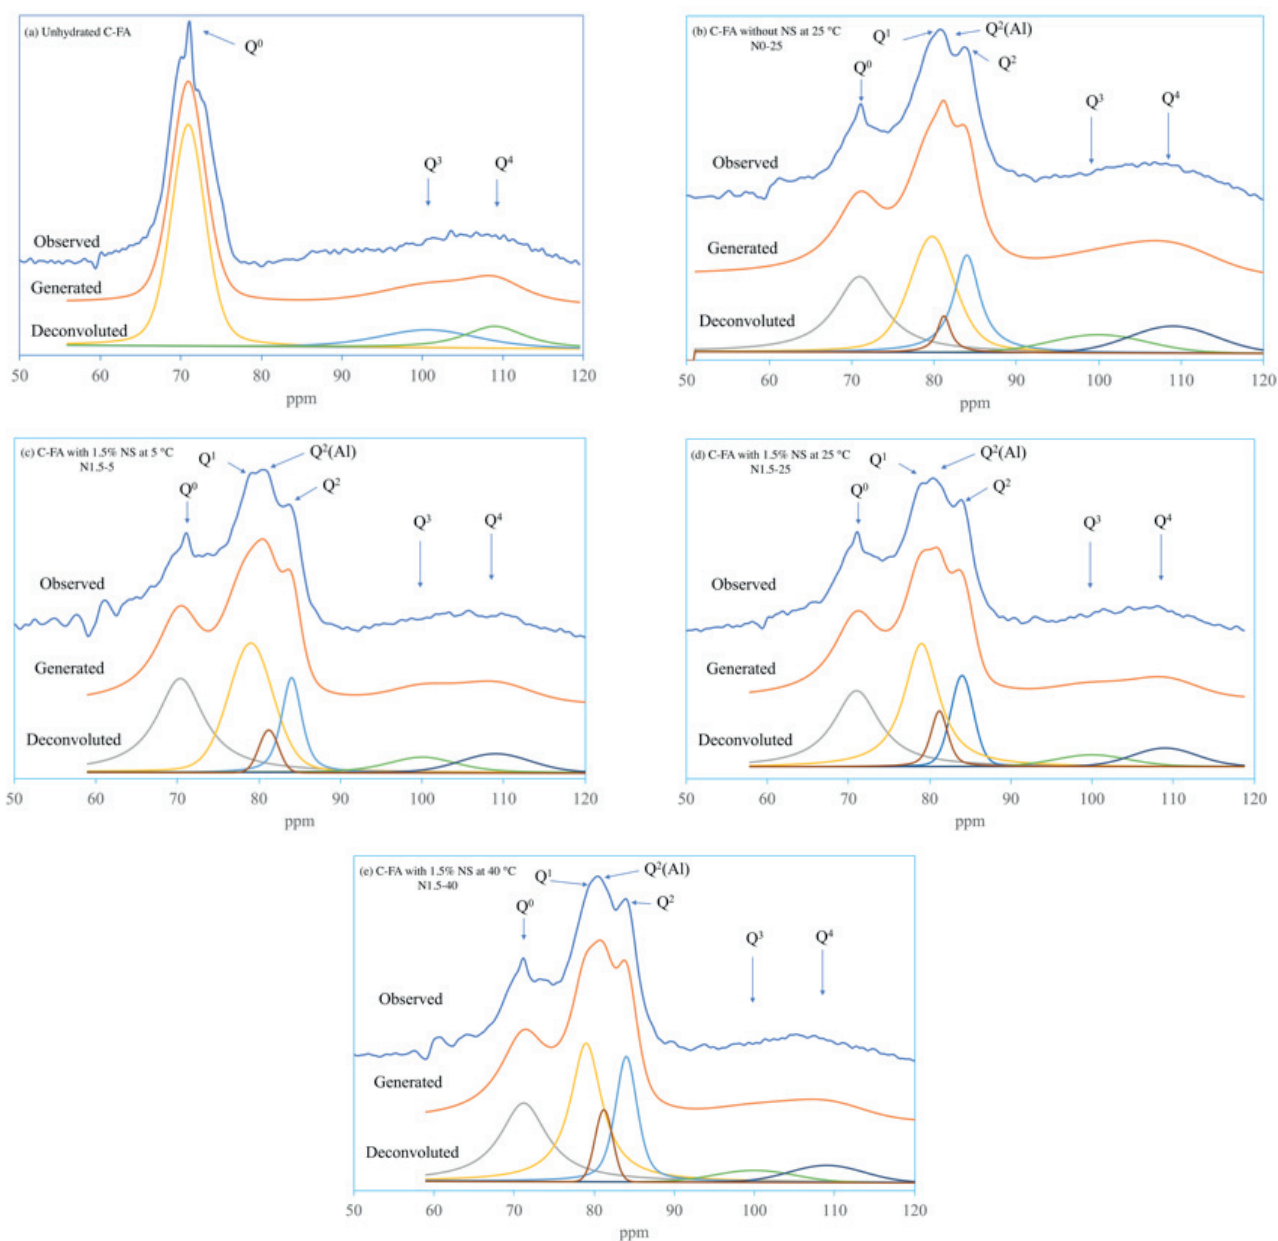 (a) Unhydrated C-FA
Q⁰
Q³
Q⁴
Observed
Generated
Deconvoluted
50 60 70 80 90 100 110 120
ppm
(b) C-FA without NS at 25 °C
N0-25
Q⁰
Q¹
Q²(Al)
Q²
Q³
Q⁴
Observed
Generated
Deconvoluted
50 60 70 80 90 100 110 120
ppm
(c) C-FA with 1.5% NS at 5 °C
N1.5-5
Q⁰
Q¹
Q²(Al)
Q²
Q³
Q⁴
Observed
Generated
Deconvoluted
50 60 70 80 90 100 110 120
ppm
(d) C-FA with 1.5% NS at 25 °C
N1.5-25
Q⁰
Q¹
Q²(Al)
Q²
Q³
Q⁴
Observed
Generated
Deconvoluted
50 60 70 80 90 100 110 120
ppm
(e) C-FA with 1.5% NS at 40 °C
N1.5-40
Q⁰
Q¹
Q²(Al)
Q²
Q³
Q⁴
Observed
Generated
Deconvoluted
50 60 70 80 90 100 110 120
ppm